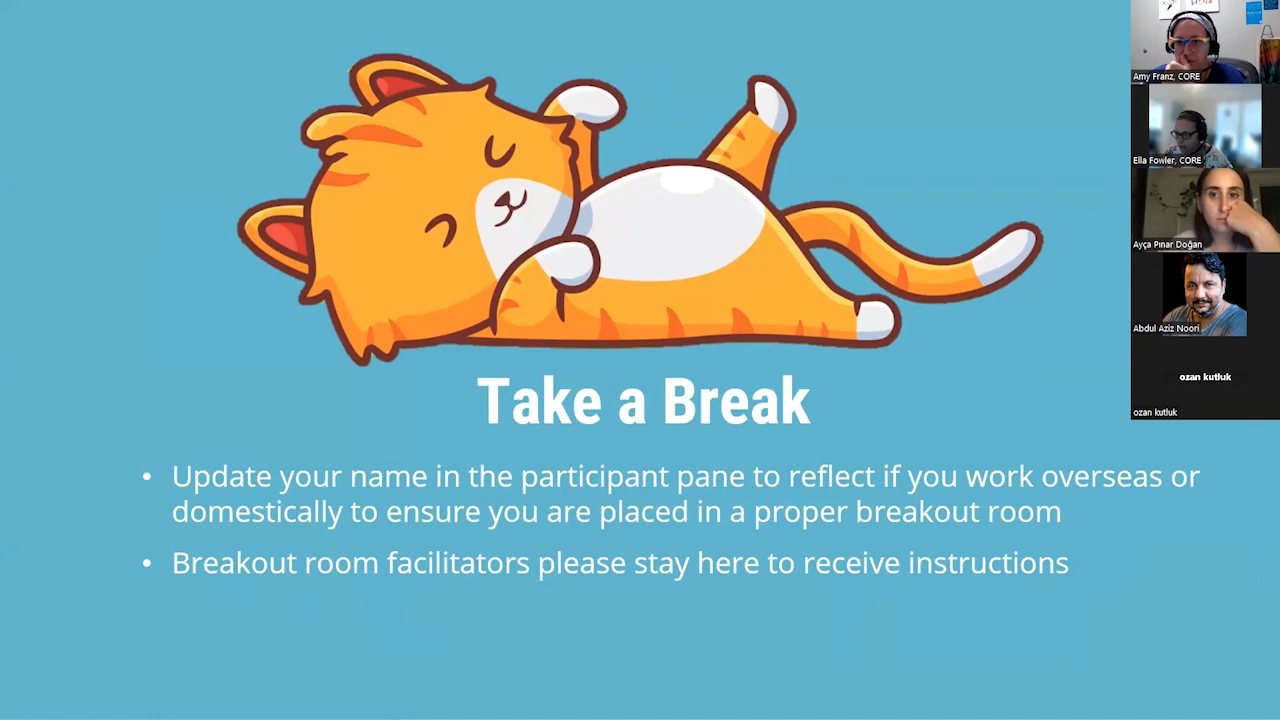 Take a Break
• Update your name in the participant pane to reflect if you work overseas or
domestically to ensure you are placed in a proper breakout room
• Breakout room facilitators please stay here to receive instructions
Amy Franz, CORE
Ella Fowler, CORE
Ayça Pınar Doğan
Abdul Aziz Noori
ozan kutluk
ozan kutluk